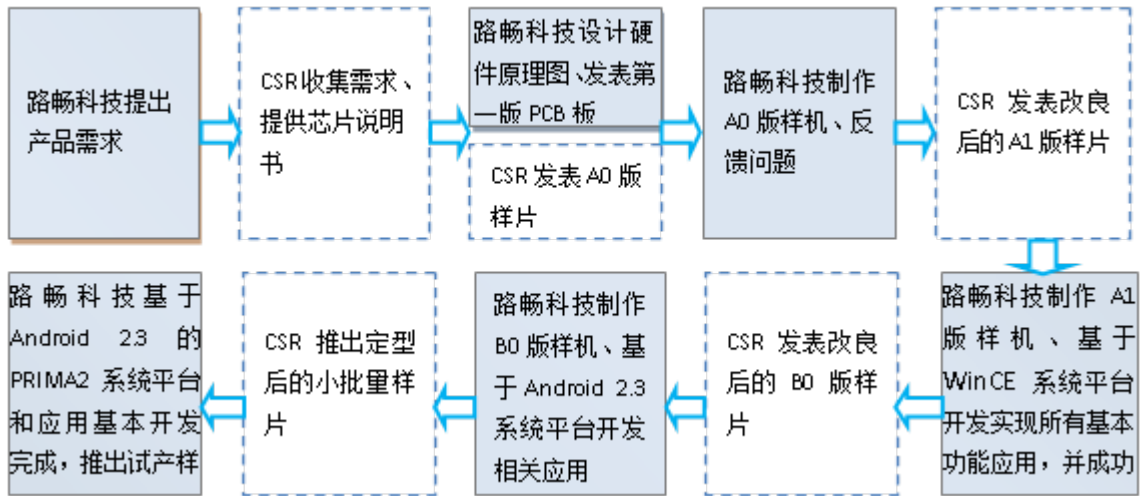 路畅科技提出
产品需求
CSR收集需求、
提供芯片说明
书
路畅科技设计硬
件原理图、发表第
一版 PCB 板
CSR 发表 A0 版
样片
路畅科技制作
A0 版样机、反
馈问题
CSR 发表改良
后的 A1 版样片
路畅科技制作 A1
版样机、基于
WinCE 系统平台
开发实现所有基本
功能应用，并成功
CSR 发表改良
后的 B0 版样
片
路畅科技制作
B0 版样机、基
于 Android 2.3
系统平台开发
相关应用
CSR 推出定型
后的小批量样
片
路畅科技基于
Android 2.3 的
PRIMA2 系统平台
和应用基本开发
完成，推出试产样